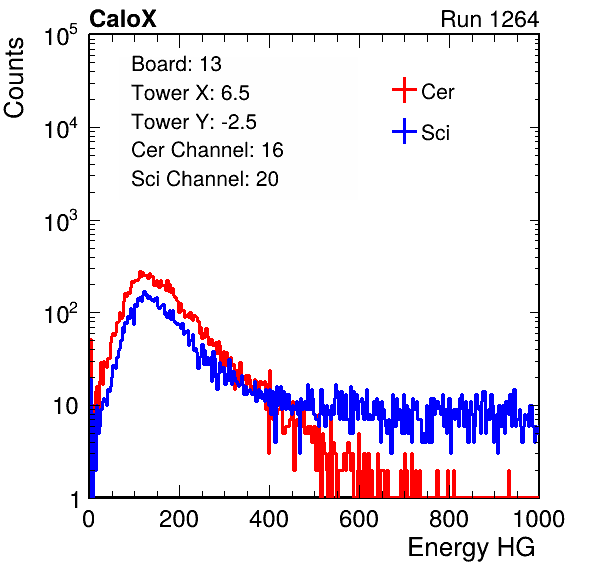 CaloX Run 1264
Counts
Board: 13
Tower X: 6.5
Tower Y: -2.5
Cer Channel: 16
Sci Channel: 20
Cer
Sci
10^5
10^4
10^3
10^2
10
1
0 200 400 600 800 1000
Energy HG